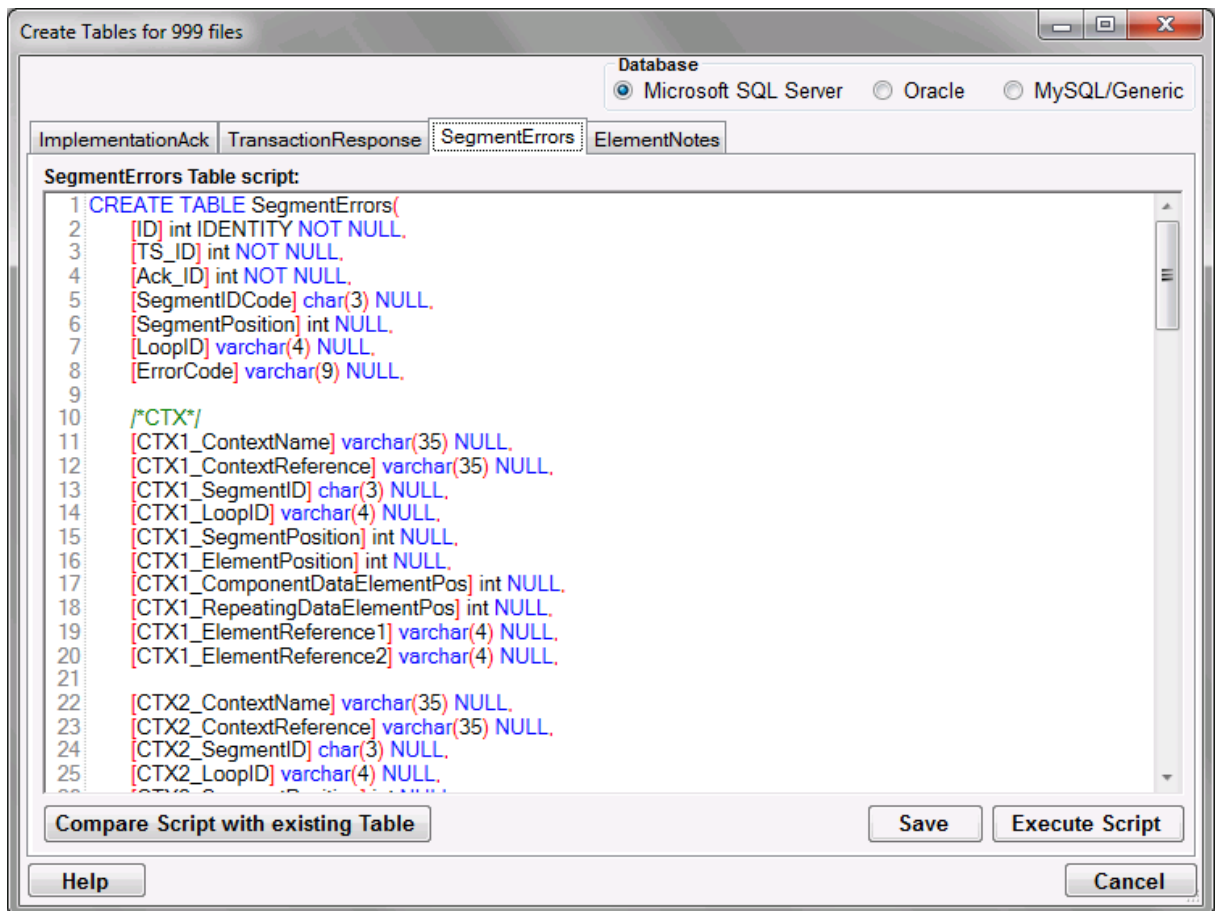 Create Tables for 999 files
Database
Microsoft SQL Server Oracle MySQL/Generic
ImplementationAck TransactionResponse SegmentErrors ElementNotes
SegmentErrors Table script:
1 CREATE TABLE SegmentErrors(
2 [ID] int IDENTITY NOT NULL,
3 [TS_ID] int NOT NULL,
4 [Ack_ID] int NOT NULL,
5 [SegmentIDCode] char(3) NULL,
6 [SegmentPosition] int NULL,
7 [LoopID] varchar(4) NULL,
8 [ErrorCode] varchar(9) NULL,
9
10 /*CTX*/
11 [CTX1_ContextName] varchar(35) NULL,
12 [CTX1_ContextReference] varchar(35) NULL,
13 [CTX1_SegmentID] char(3) NULL,
14 [CTX1_LoopID] varchar(4) NULL,
15 [CTX1_SegmentPosition] int NULL,
16 [CTX1_ElementPosition] int NULL,
17 [CTX1_ComponentDataElementPos] int NULL,
18 [CTX1_RepeatingDataElementPos] int NULL,
19 [CTX1_ElementReference1] varchar(4) NULL,
20 [CTX1_ElementReference2] varchar(4) NULL,
21
22 [CTX2_ContextName] varchar(35) NULL,
23 [CTX2_ContextReference] varchar(35) NULL,
24 [CTX2_SegmentID] char(3) NULL,
25 [CTX2_LoopID] varchar(4) NULL,
Compare Script with existing Table Save Execute Script
Help Cancel